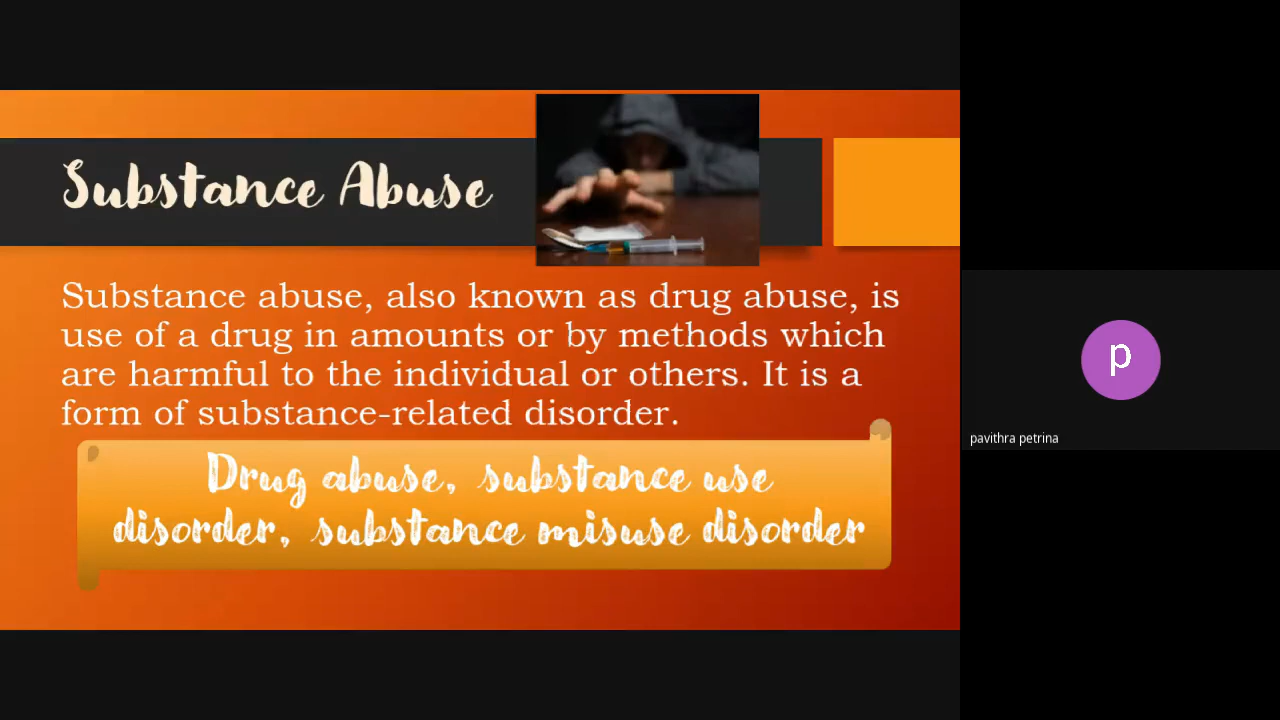 Substance Abuse
Substance abuse, also known as drug abuse, is
use of a drug in amounts or by methods which
are harmful to the individual or others. It is a
form of substance-related disorder.
Drug abuse, substance use
disorder, substance misuse disorder
p
pavithra petrina